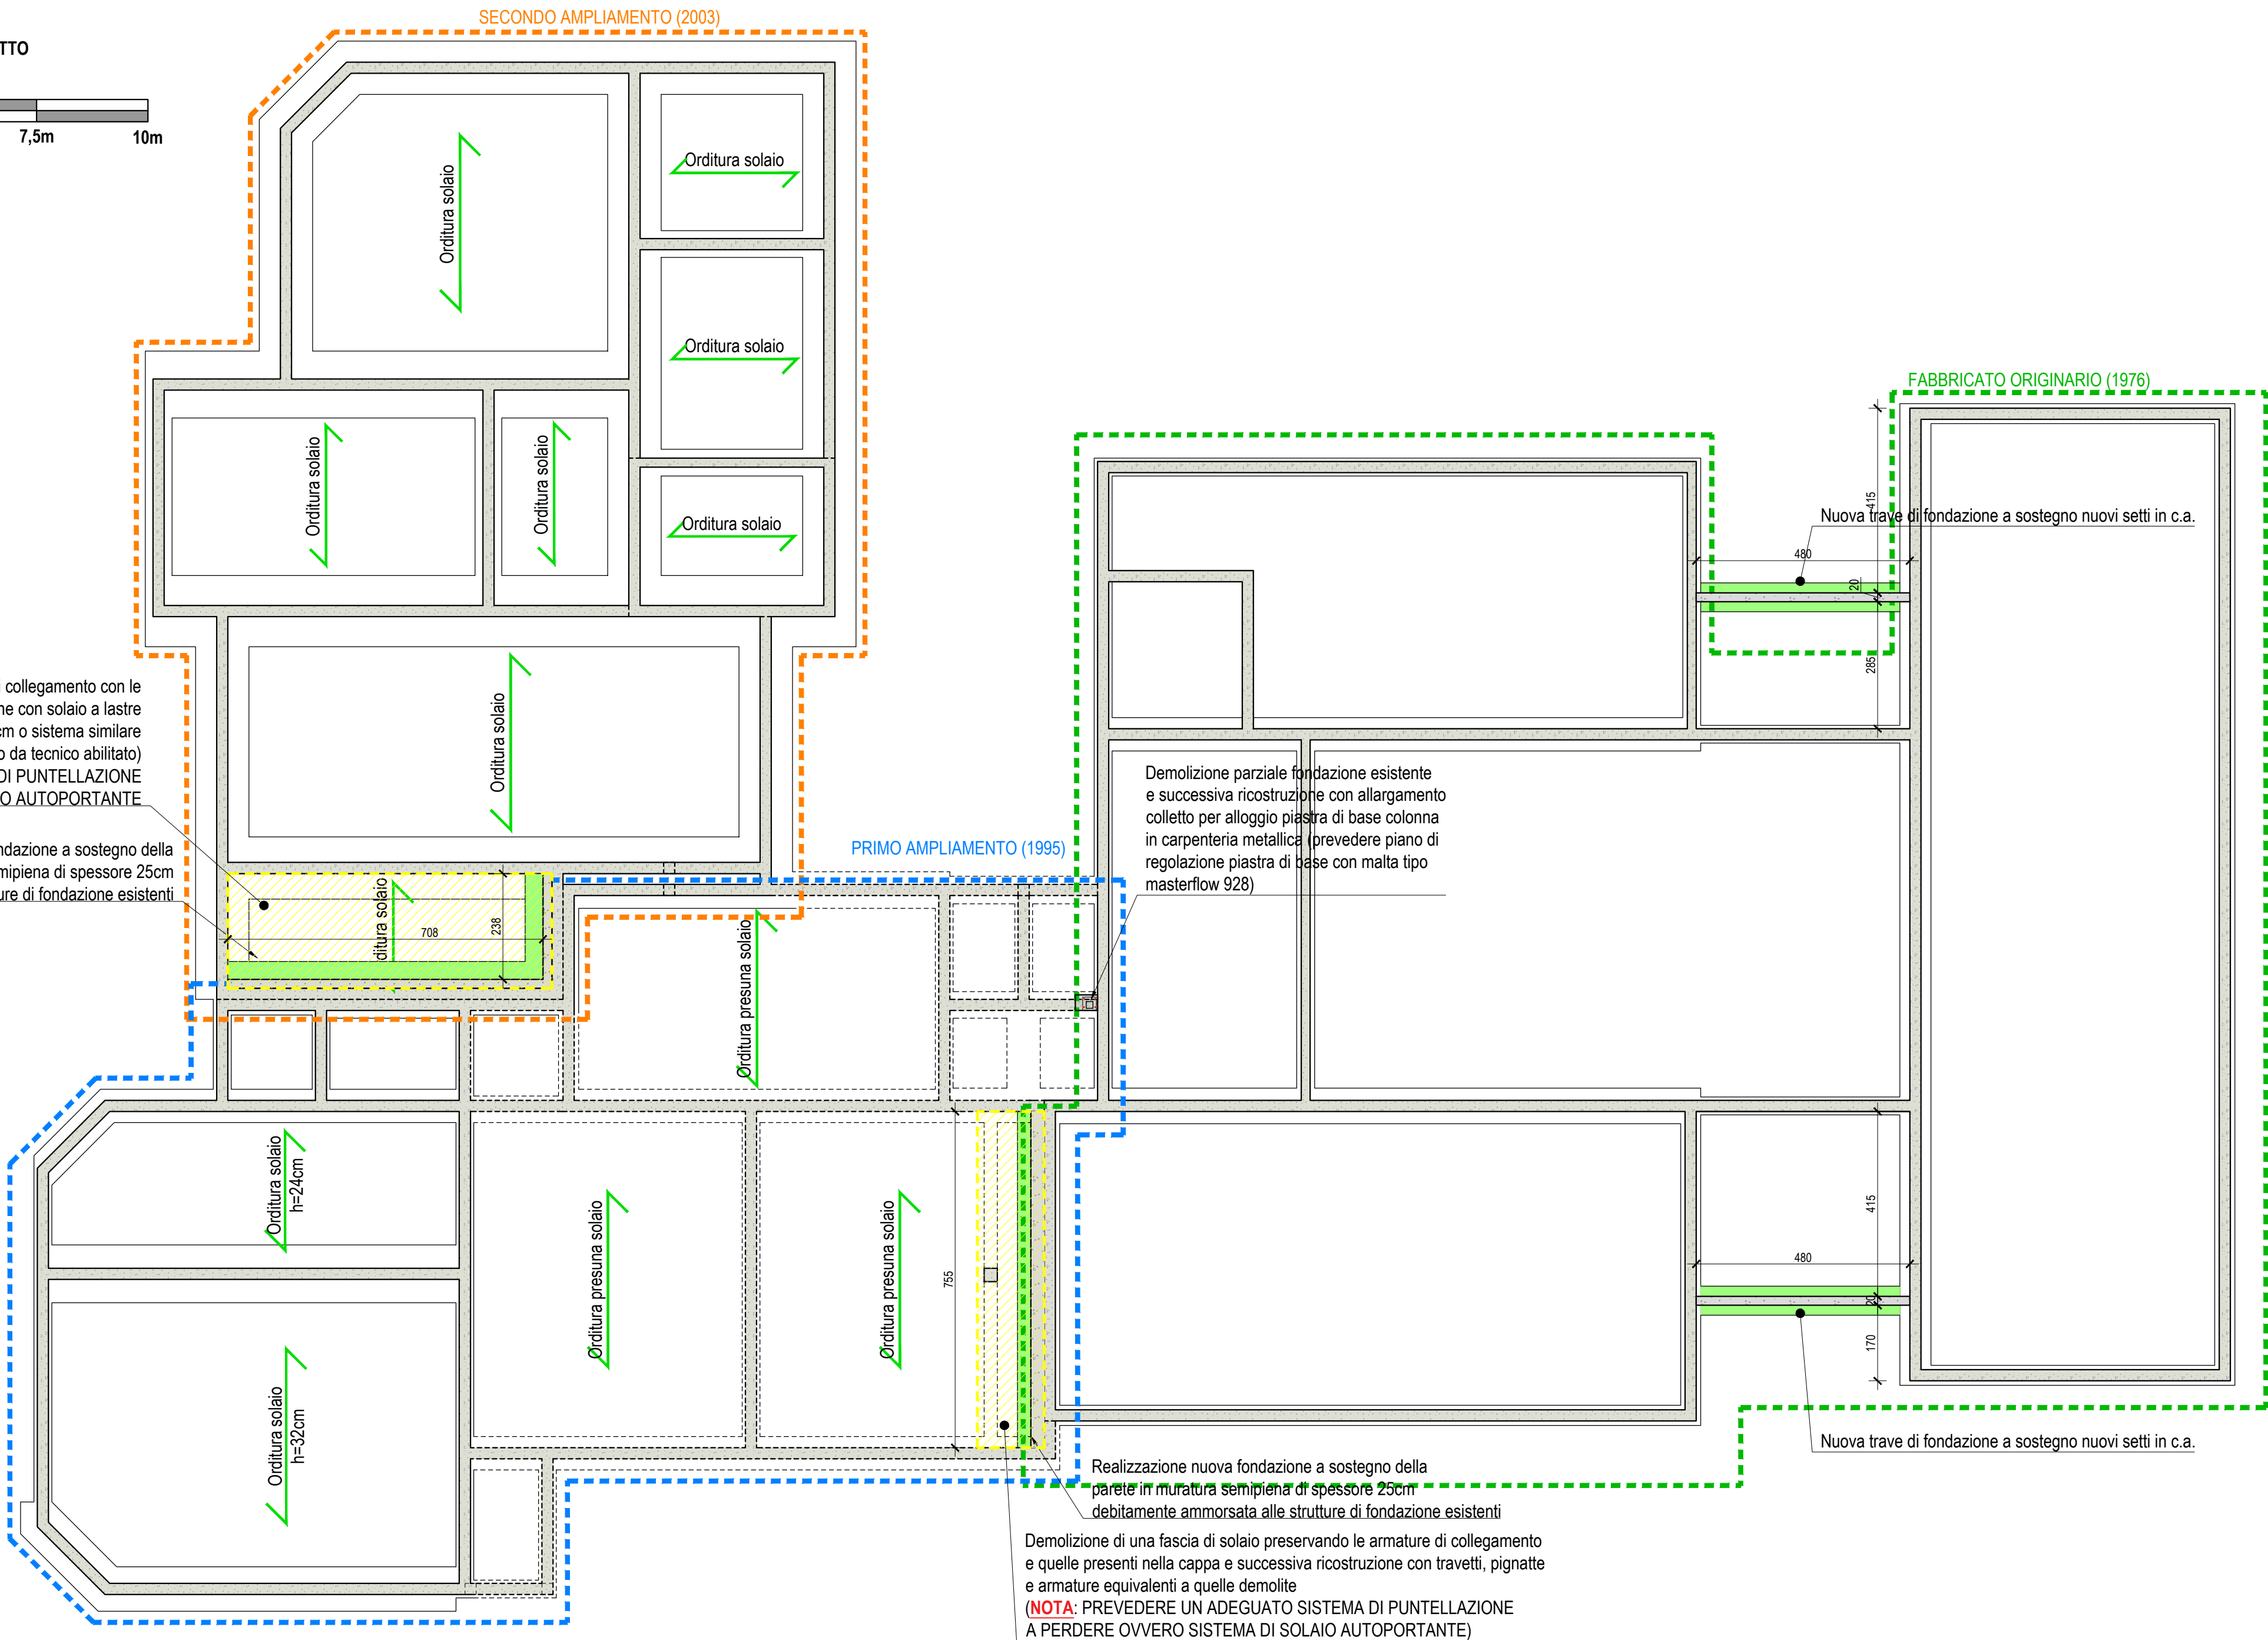 SECONDO AMPLIAMENTO (2003)
7,5m
10m
Orditura solaio
Orditura solaio
Orditura solaio
Orditura solaio
Orditura solaio
Orditura solaio
Orditura solaio
FABBRICATO ORIGINARIO (1976)
415
Nuova trave di fondazione a sostegno nuovi setti in c.a.
480
20
285
collegamento con le
con solaio a lastre
cm o sistema similare
da tecnico abilitato)
DI PUNTELLAZIONE
AUTOPORTANTE
PRIMO AMPLIAMENTO (1995)
Demolizione parziale fondazione esistente
e successiva ricostruzione con allargamento
colletto per alloggio piastra di base colonna
in carpenteria metallica (prevedere piano di
regolazione piastra di base con malta tipo
masterflow 928)
a sostegno della
di spessore 25cm
di fondazione esistenti
ditura solaio
708
238
Orditura presuna solaio
Orditura solaio
h=24cm
Orditura presuna solaio
Orditura presuna solaio
755
415
480
20
170
Orditura solaio
h=32cm
Nuova trave di fondazione a sostegno nuovi setti in c.a.
Realizzazione nuova fondazione a sostegno della
parete in muratura semipiena di spessore 25cm
debitamente ammorsata alle strutture di fondazione esistenti
Demolizione di una fascia di solaio preservando le armature di collegamento
e quelle presenti nella cappa e successiva ricostruzione con travetti, pignatte
e armature equivalenti a quelle demolite
(NOTA: PREVEDERE UN ADEGUATO SISTEMA DI PUNTELLAZIONE
A PERDERE OVVERO SISTEMA DI SOLAIO AUTOPORTANTE)